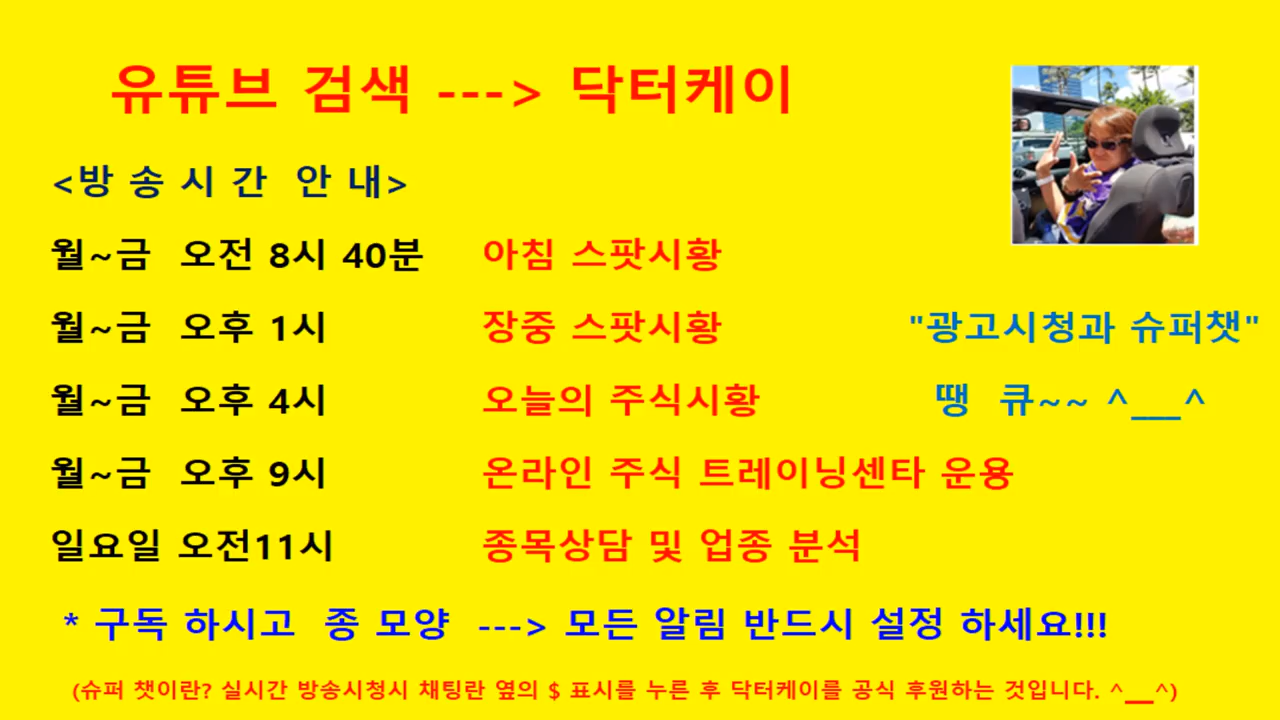 유튜브 검색 ---> 닥터케이
<방 송 시 간 안 내>
월~금 오전 8시 40분 아침 스팟시황
월~금 오후 1시 장중 스팟시황 "광고시청과 슈퍼챗"
월~금 오후 4시 오늘의 주식시황 땡 큐~~ ^___^
월~금 오후 9시 온라인 주식 트레이닝센타 운용
일요일 오전11시 종목상담 및 업종 분석
* 구독 하시고 종 모양 ---> 모든 알림 반드시 설정 하세요!!!
(슈퍼 챗이란? 실시간 방송시청시 채팅란 옆의 $ 표시를 누른 후 닥터케이를 공식 후원하는 것입니다. ^__^)